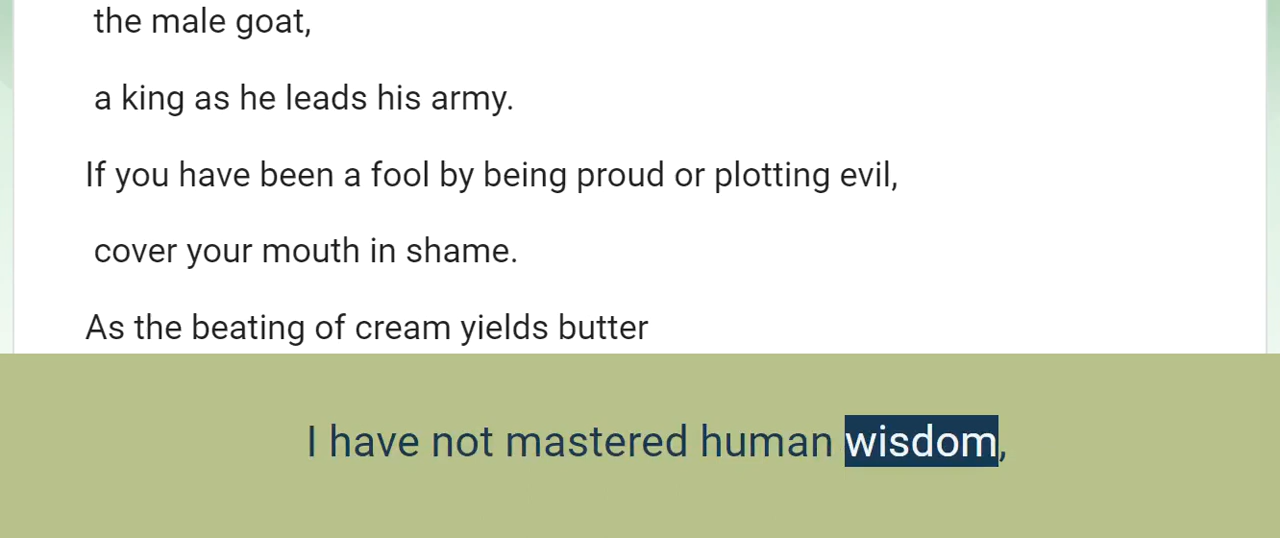 the male goat,
a king as he leads his army.
If you have been a fool by being proud or plotting evil,
cover your mouth in shame.
As the beating of cream yields butter
I have not mastered human wisdom,